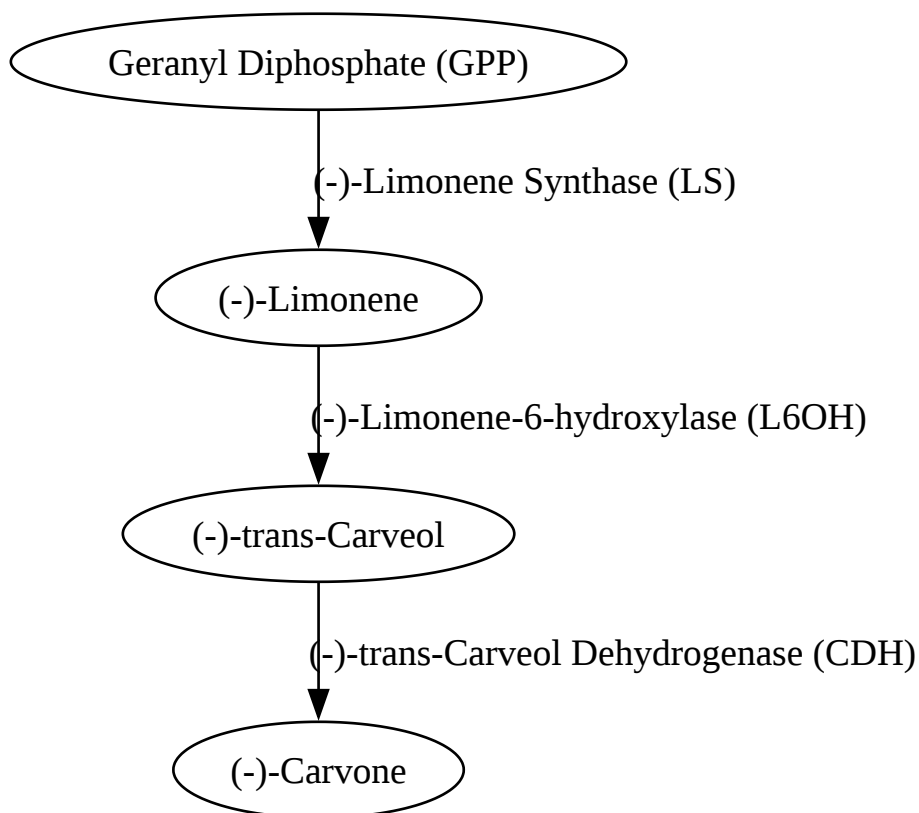 Geranyl Diphosphate (GPP)
(-)-Limonene Synthase (LS)
(-)-Limonene
(-)-Limonene-6-hydroxylase (L6OH)
(-)-trans-Carveol
(-)-trans-Carveol Dehydrogenase (CDH)
(-)-Carvone